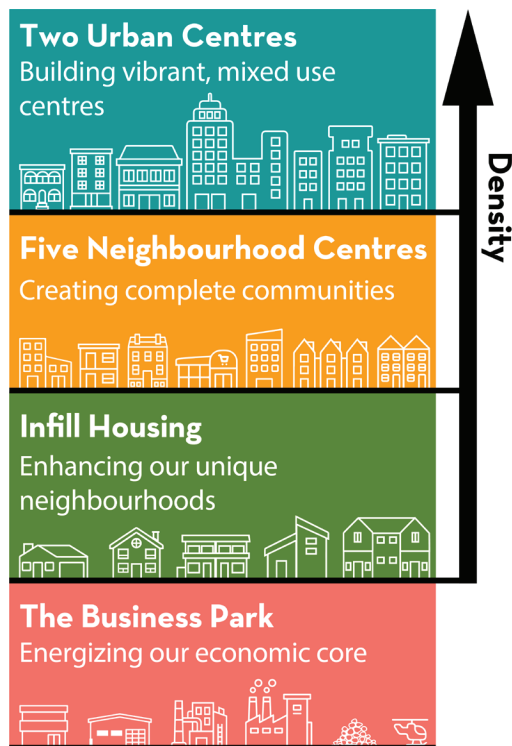 Two Urban Centres
Building vibrant, mixed use
centres
Density
Five Neighbourhood Centres
Creating complete communities
Infill Housing
Enhancing our unique
neighbourhoods
The Business Park
Energizing our economic core